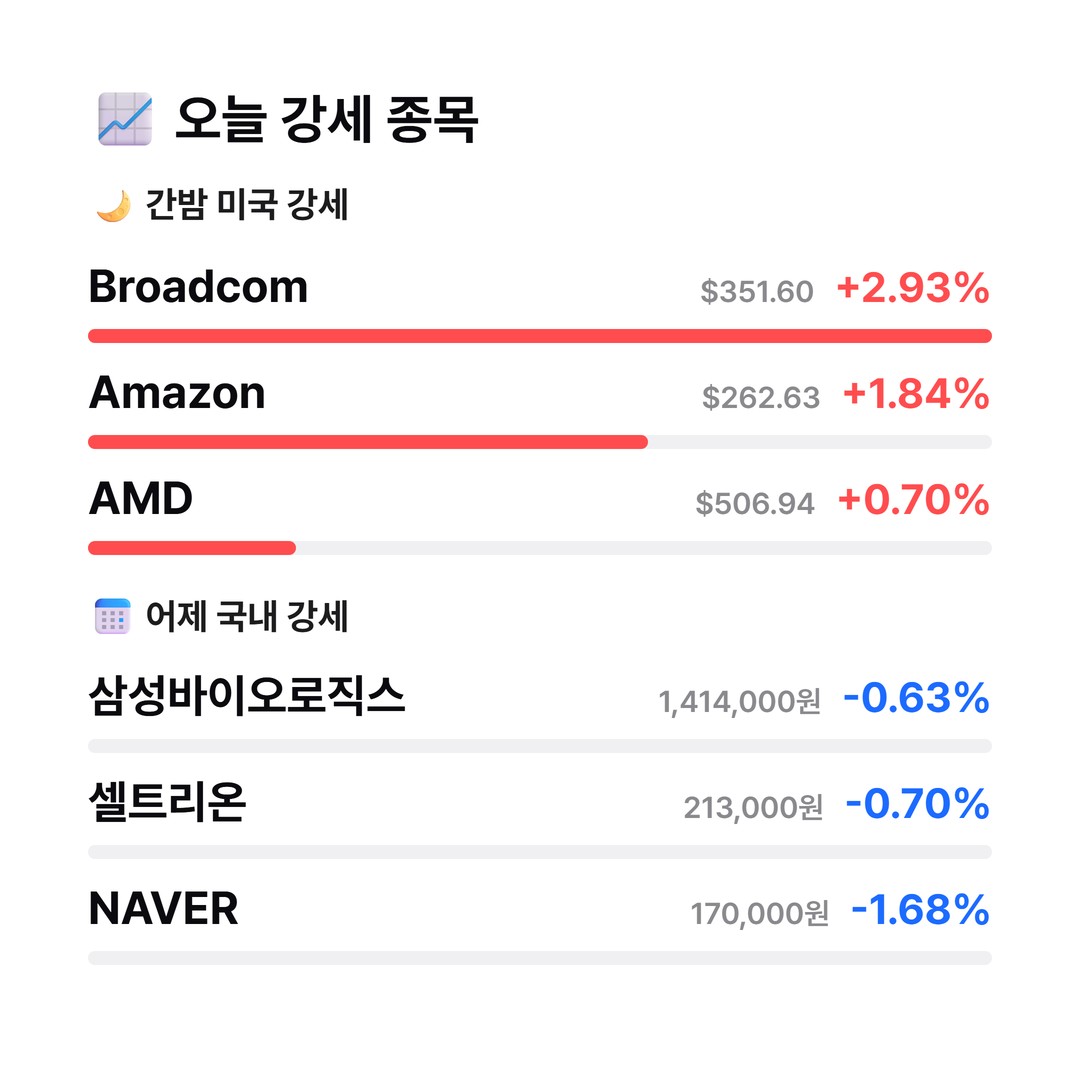 오늘 강세 종목
간밤 미국 강세
Broadcom $351.60 +2.93%
Amazon $262.63 +1.84%
AMD $506.94 +0.70%
어제 국내 강세
삼성바이오로직스 1,414,000원 -0.63%
셀트리온 213,000원 -0.70%
NAVER 170,000원 -1.68%